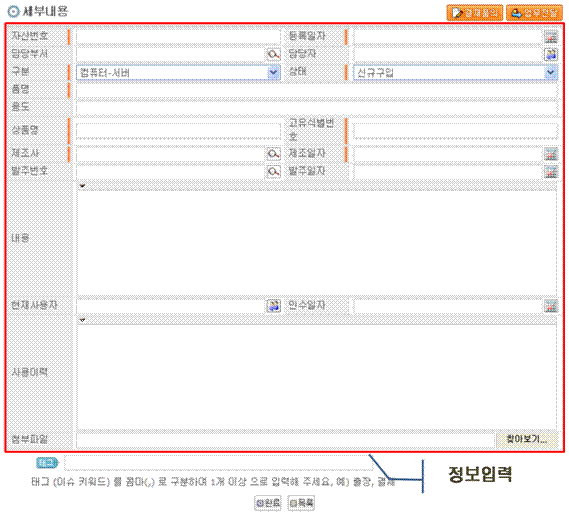 세부내용 결재품의 업무전달
자산번호 등록일자
담당부서 담당자
구분 컴퓨터-서버 상태 신규구입
품명
용도
상품명 고유식별번
호
제조사 제조일자
발주번호 발주일자
내용
현재사용자 인수일자
사용이력
첨부파일 찾아보기...
태그
정보입력
태그 (이슈 키워드) 를 콤마(,) 로 구분하여 1개 이상 으로 입력해 주세요, 예) 출장, 결재
완료 목록